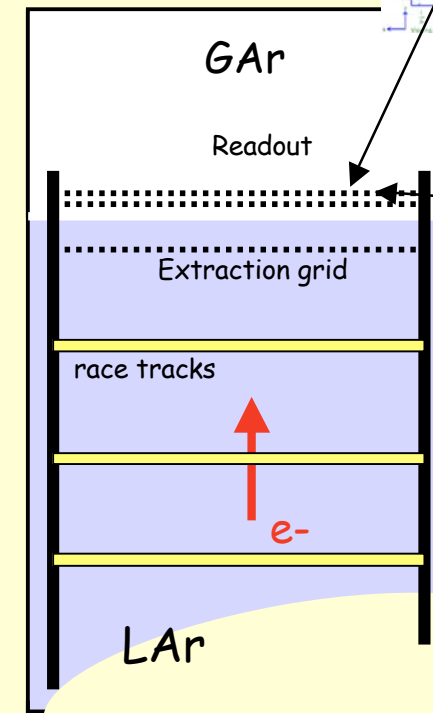 GAr
Readout
Extraction grid
race tracks
e-
LAr